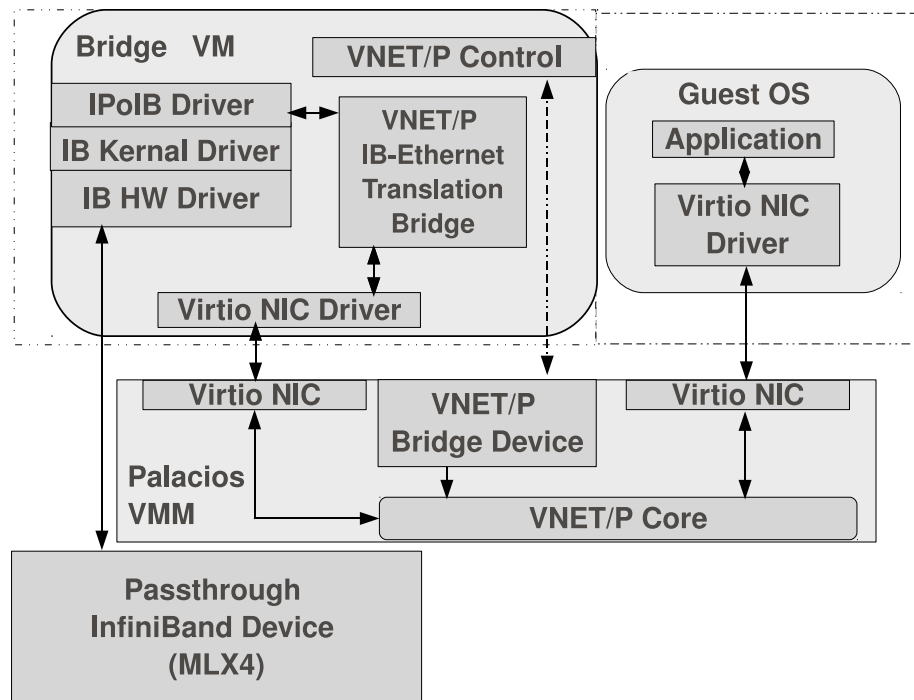 Bridge VM
VNET/P Control
IPoIB Driver
IB Kernal Driver
IB HW Driver
VNET/P
IB-Ethernet
Translation
Bridge
Virtio NIC Driver
Guest OS
Application
Virtio NIC
Driver
Virtio NIC
VNET/P
Bridge Device
Virtio NIC
Palacios
VMM
VNET/P Core
Passthrough
InfiniBand Device
(MLX4)